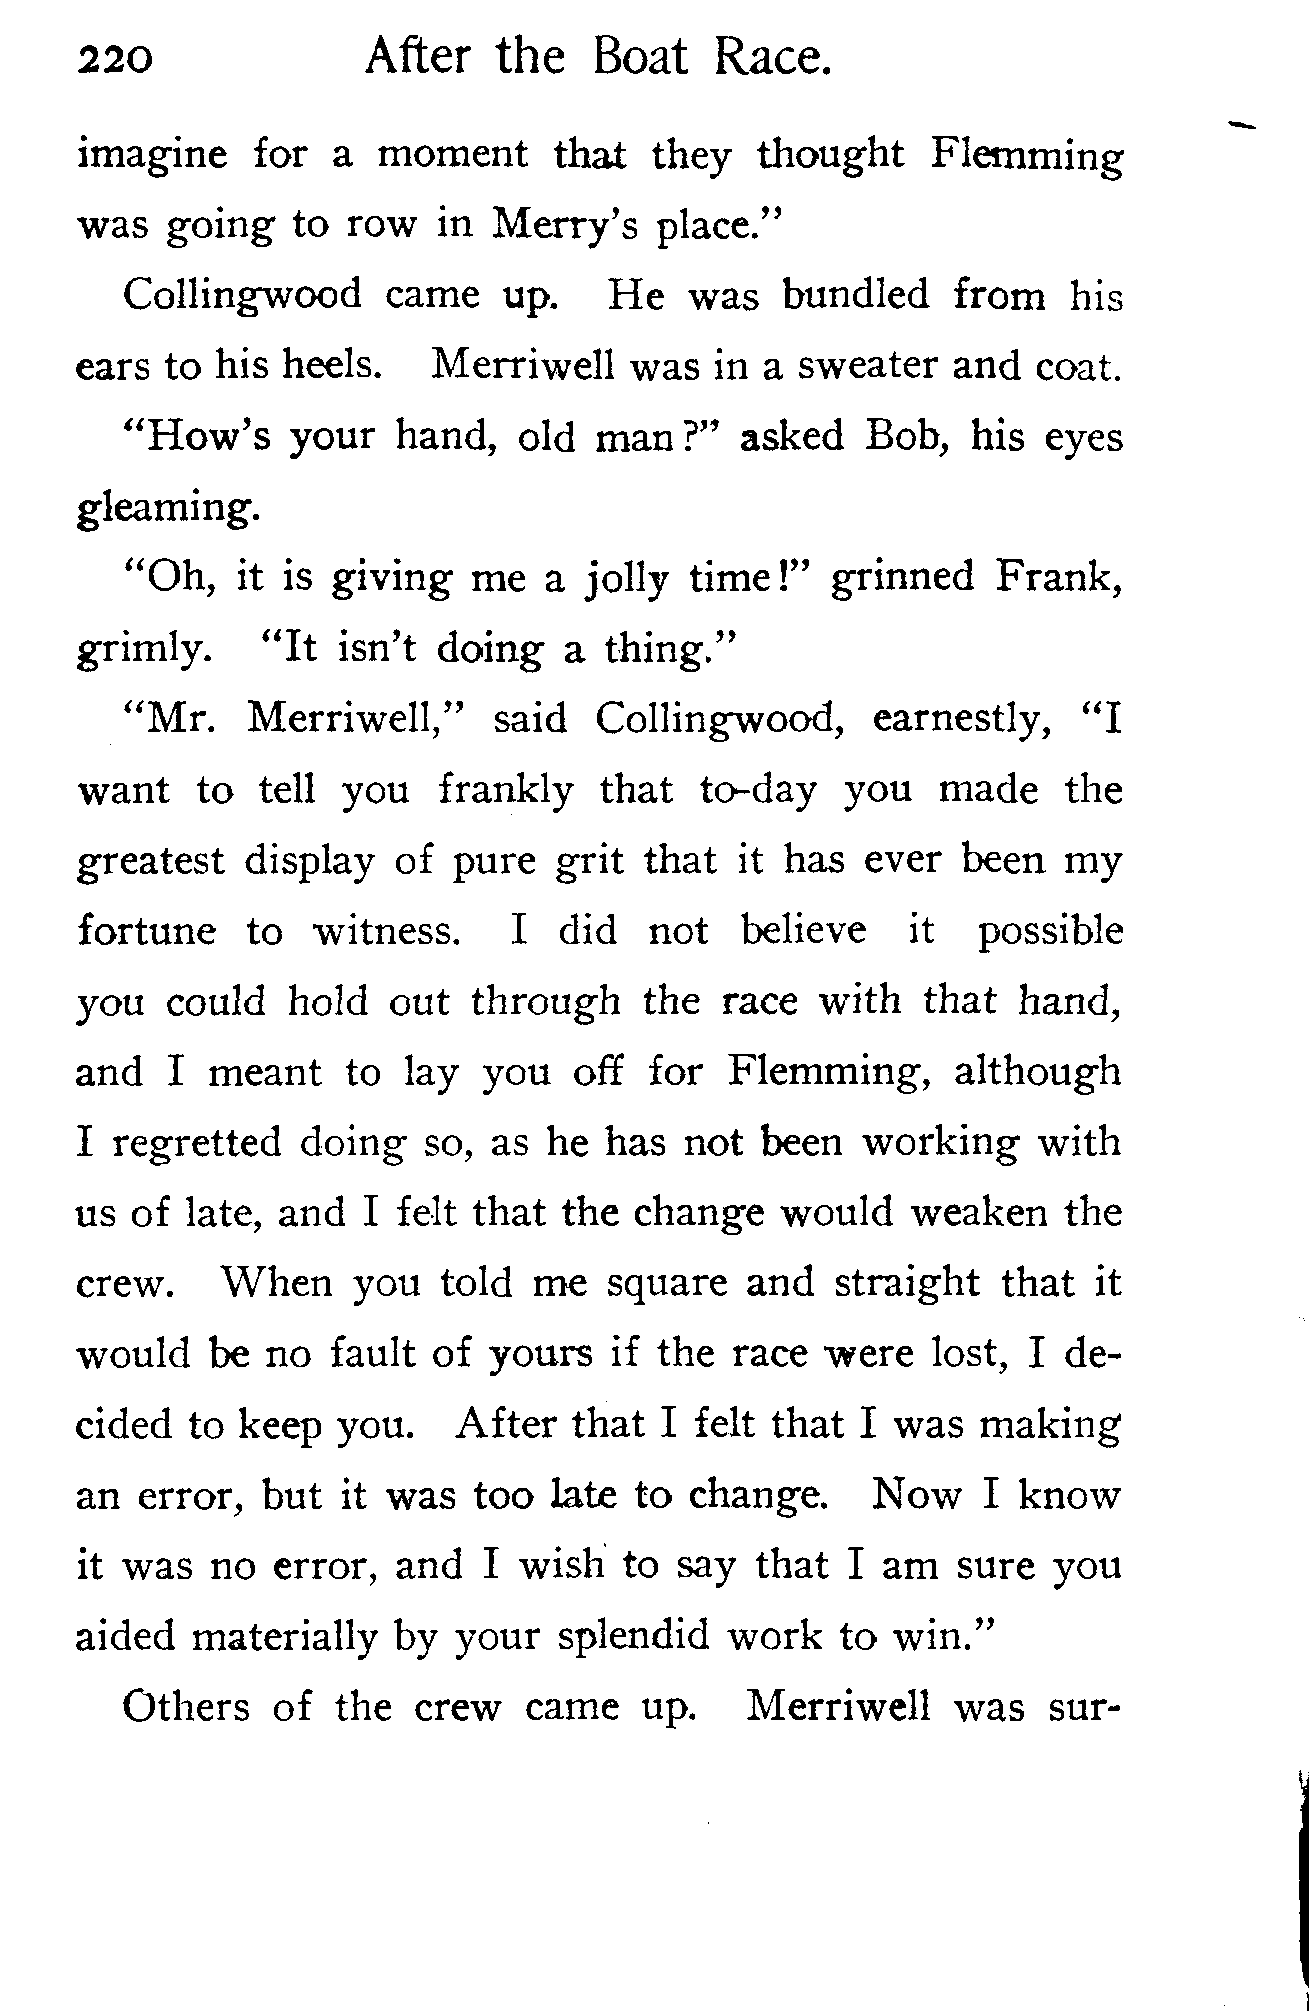 220 After the Boat Race.
imagine for a moment that they thought Flemming
was going to row in Merry's place."
Collingwood came up. He was bundled from his
ears to his heels. Merriwell was in a sweater and coat.
"How's your hand, old man?" asked Bob, his eyes
gleaming.
"Oh, it is giving me a jolly time!" grinned Frank,
grimly. "It isn't doing a thing."
"Mr. Merriwell," said Collingwood, earnestly, "I
want to tell you frankly that to-day you made the
greatest display of pure grit that it has ever been my
fortune to witness. I did not believe it possible
you could hold out through the race with that hand,
and I meant to lay you off for Flemming, although
I regretted doing so, as he has not been working with
us of late, and I felt that the change would weaken the
crew. When you told me square and straight that it
would be no fault of yours if the race were lost, I de-
cided to keep you. After that I felt that I was making
an error, but it was too late to change. Now I know
it was no error, and I wish to say that I am sure you
aided materially by your splendid work to win."
Others of the crew came up. Merriwell was sur-